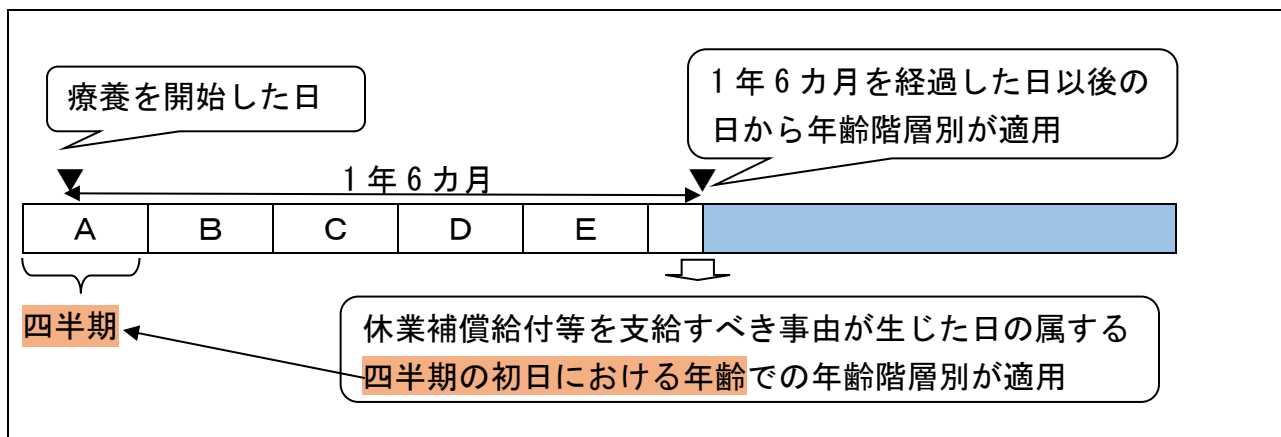 療養を開始した日
1年6カ月を経過した日以後の
日から年齢階層別が適用
1年6カ月
A B C D E
四半期
休業補償給付等を支給すべき事由が生じた日の属する
四半期の初日における年齢での年齢階層別が適用